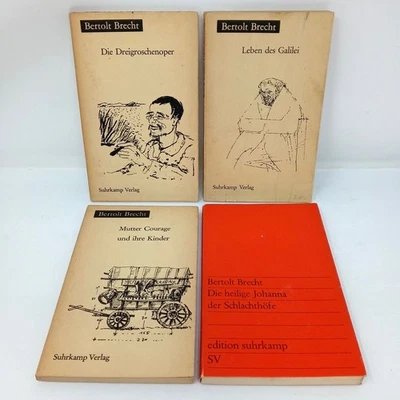 Bertolt Brecht
Die Dreigroschenoper
Suhrkamp Verlag
Bertolt Brecht
Leben des Galilei
Suhrkamp Verlag
Bertolt Brecht
Mutter Courage
und ihre Kinder
Suhrkamp Verlag
Bertolt Brecht
Die heilige Johanna
der Schlachthöfe
edition suhrkamp
SV